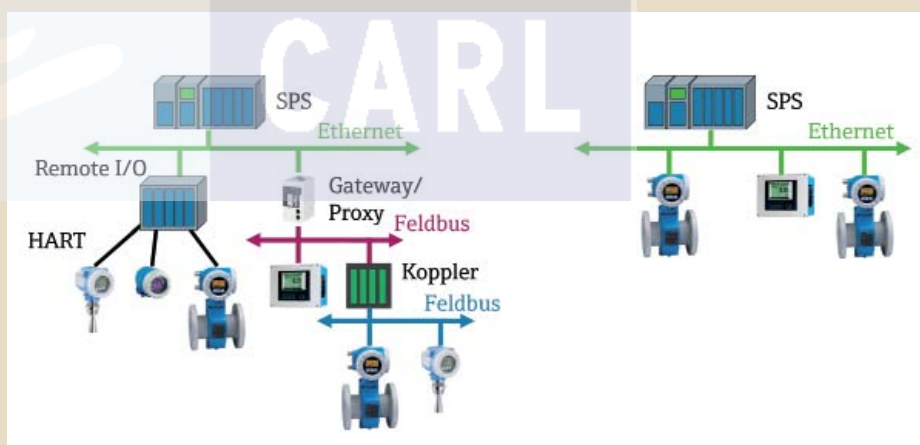 CARL
SPS
Ethernet
Remote I/O
Gateway/
Proxy
Feldbus
HART
Koppler
Feldbus
SPS
Ethernet